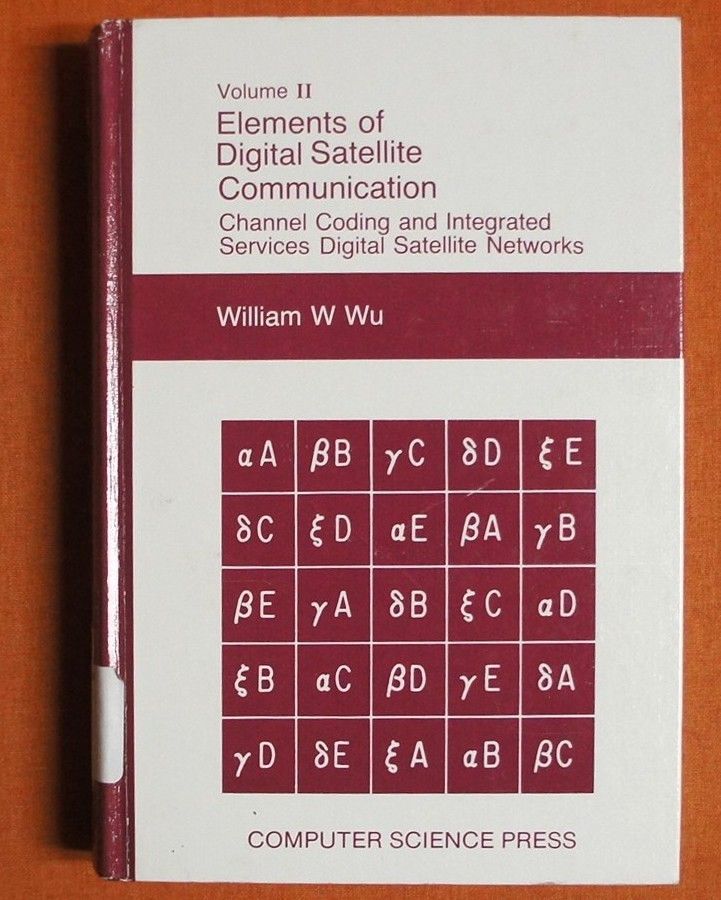 Volume II
Elements of
Digital Satellite
Communication
Channel Coding and Integrated
Services Digital Satellite Networks
William W Wu
αA βB γC δD ξE
δC ξD αE βA γB
βE γA δB ξC αD
ξB αC βD γE δA
γD δE ξA αB βC
COMPUTER SCIENCE PRESS